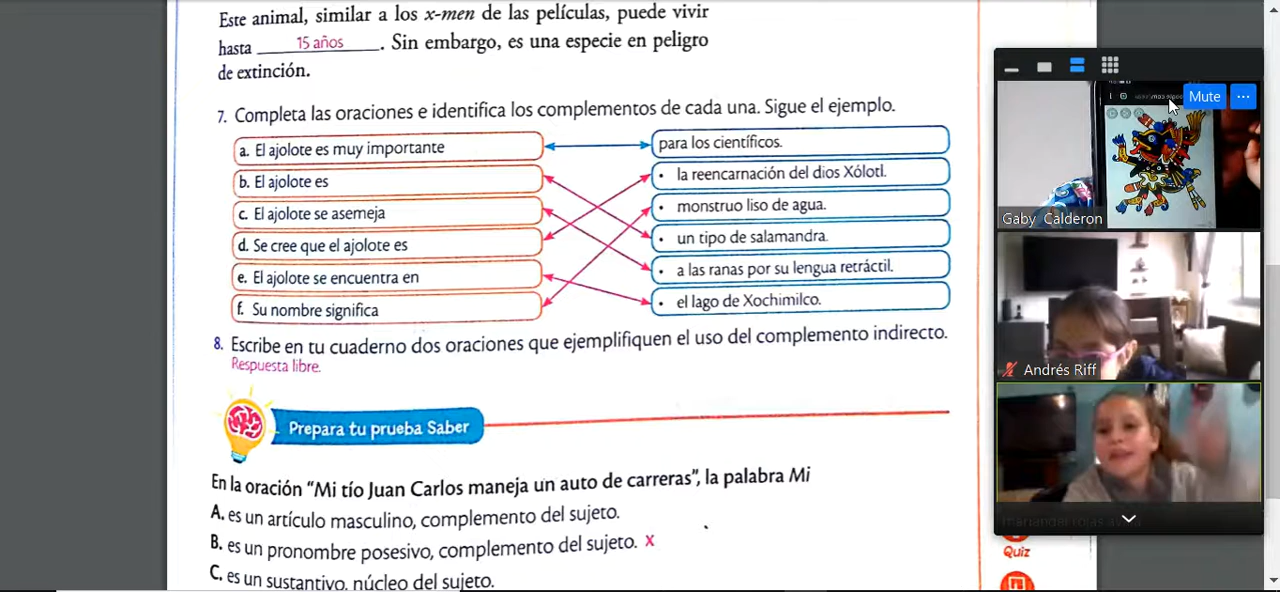 Este animal, similar a los x-men de las películas, puede vivir
hasta 15 años. Sin embargo, es una especie en peligro
de extinción.
7. Completa las oraciones e identifica los complementos de cada una. Sigue el ejemplo.
a. El ajolote es muy importante
para los científicos.
b. El ajolote es
• la reencarnación del dios Xólotl.
c. El ajolote se asemeja
• monstruo liso de agua.
d. Se cree que el ajolote es
• un tipo de salamandra.
e. El ajolote se encuentra en
• a las ranas por su lengua retráctil.
f. Su nombre significa
• el lago de Xochimilco.
8. Escribe en tu cuaderno dos oraciones que ejemplifiquen el uso del complemento indirecto.
Respuesta libre.
Prepara tu prueba Saber
En la oración “Mi tío Juan Carlos maneja un auto de carreras”, la palabra Mi
A. es un artículo masculino, complemento del sujeto.
B. es un pronombre posesivo, complemento del sujeto. X
C. es un sustantivo, núcleo del sujeto.
Mute
Gaby Calderon
Andrés Riff
Quiz